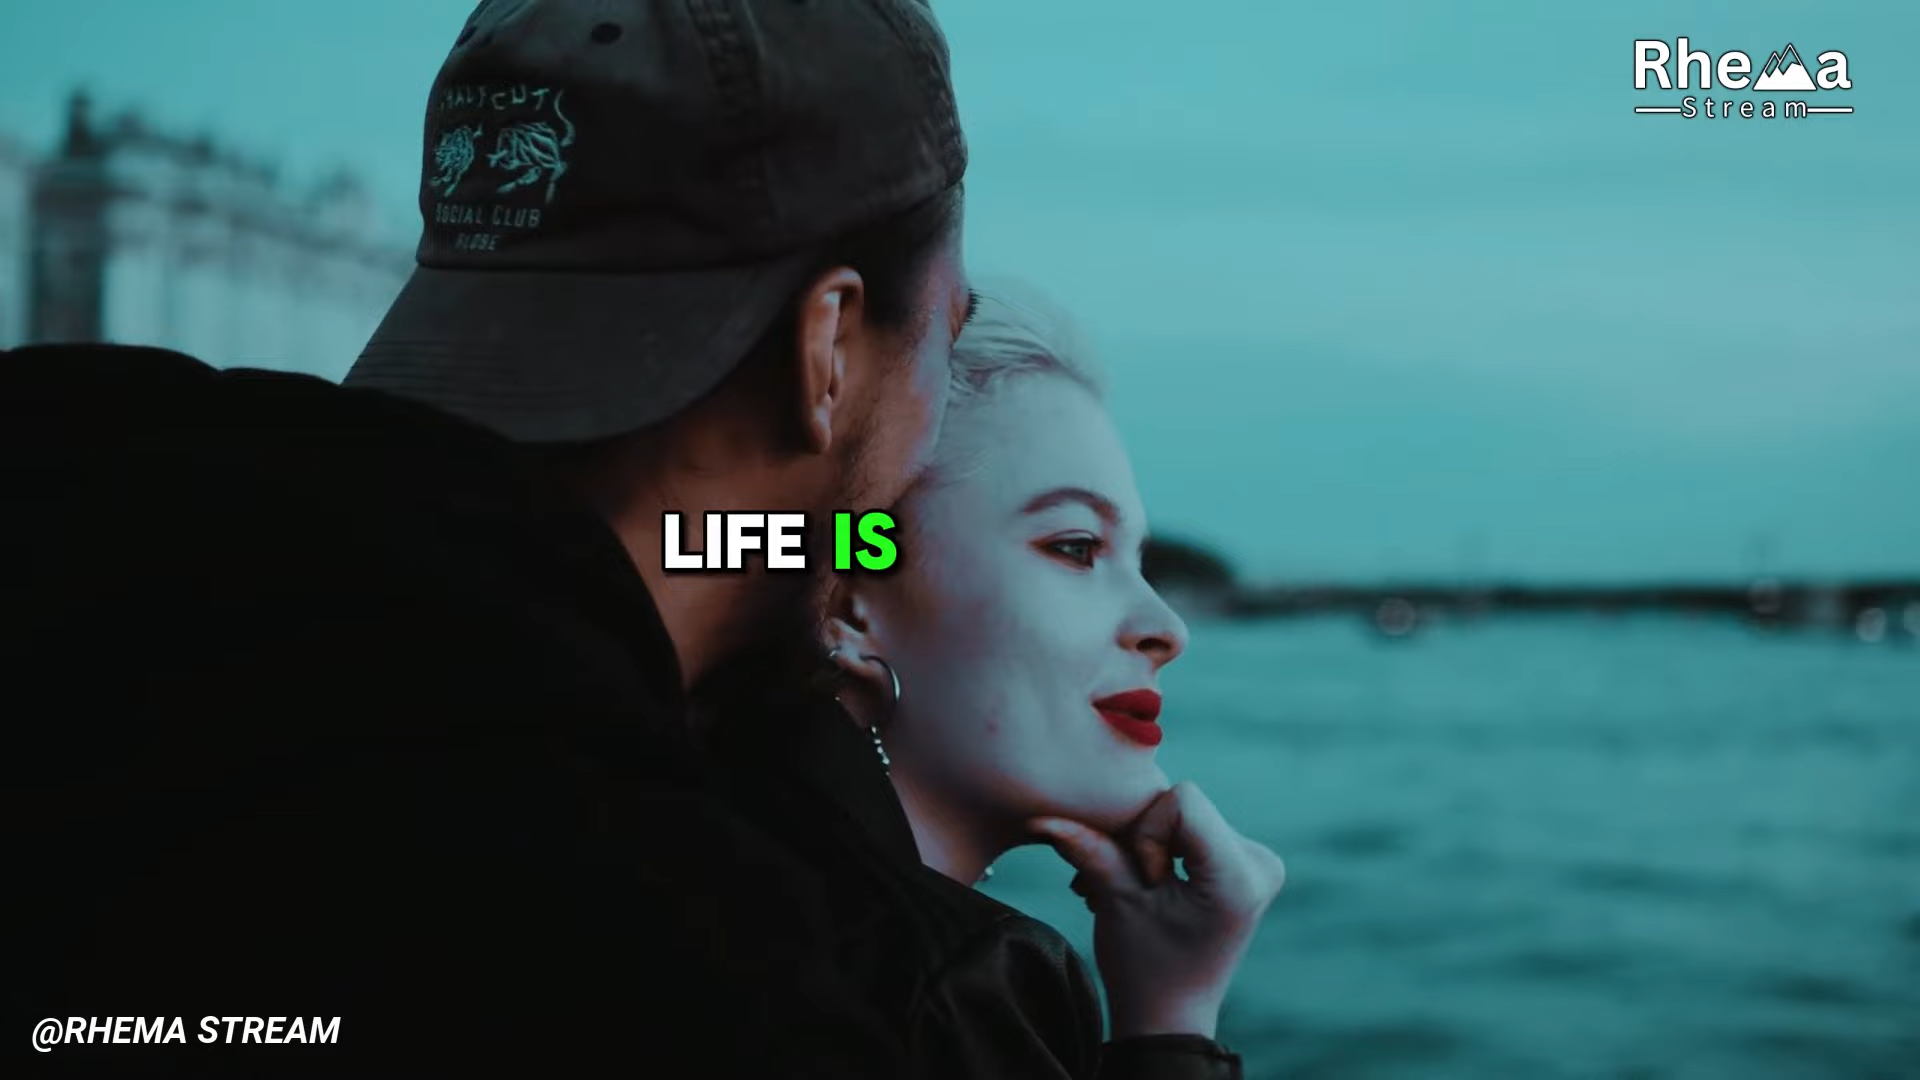 Rhema
Stream
SOCIAL CLUB
LIFE IS
@RHEMA STREAM